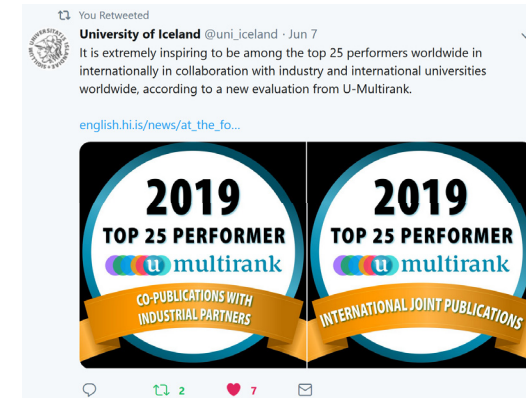 You Retweeted
University of Iceland @uni_iceland · Jun 7
It is extremely inspiring to be among the top 25 performers worldwide in
internationally in collaboration with industry and international universities
worldwide, according to a new evaluation from U-Multirank.
english.hi.is/news/at_the_fo...
2019
TOP 25 PERFORMER
u multirank
CO-PUBLICATIONS WITH
INDUSTRIAL PARTNERS
2019
TOP 25 PERFORMER
u multirank
INTERNATIONAL JOINT PUBLICATIONS
2
7